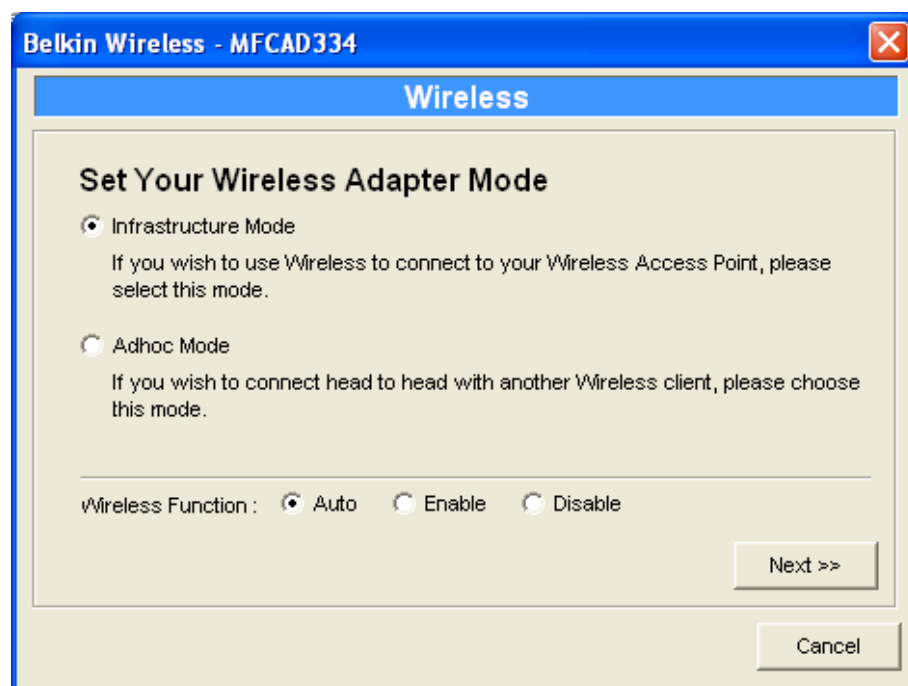 Belkin Wireless - MFCAD334
Wireless
Set Your Wireless Adapter Mode
Infrastructure Mode
If you wish to use Wireless to connect to your Wireless Access Point, please
select this mode.
Adhoc Mode
If you wish to connect head to head with another Wireless client, please choose
this mode.
Wireless Function : Auto Enable Disable
Next >>
Cancel